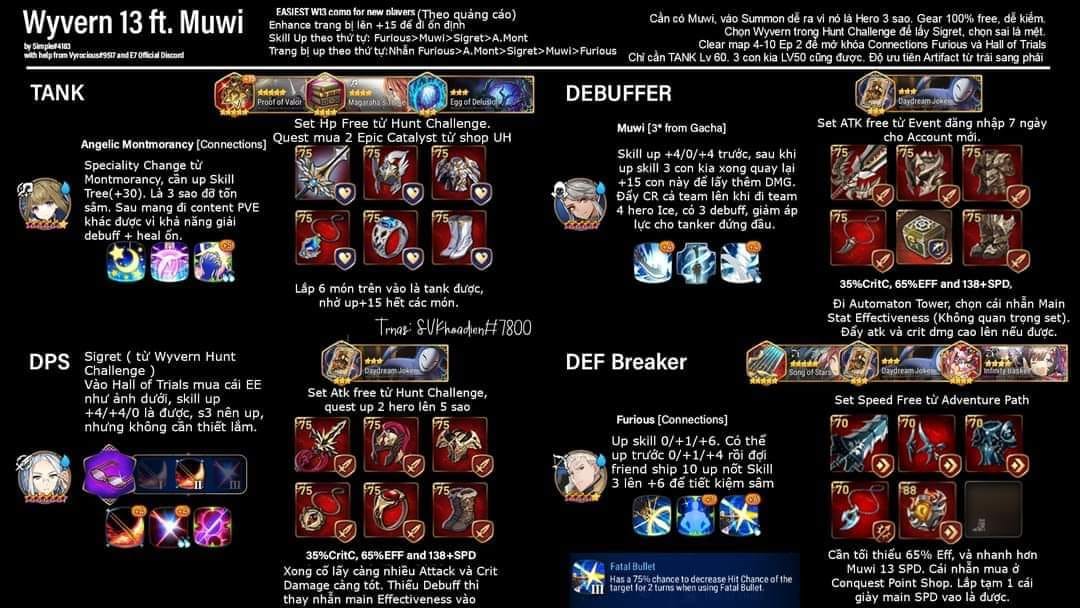 Wyvern 13 ft. Muwi
by Simple#4183
with help from Vyrocious#9517 and E7 Official Discord
EASIEST W13 comp for new players (Theo quảng cáo)
Enhance trang bị lên +15 để đi ổn định
Skill Up theo thứ tự: Furious>Muwi>Sigret>A.Mont
Trang bị up theo thứ tự:Nhẫn Furious>A.Mont>Sigret>Muwi>Furious
Cần có Muwi, vào Summon dễ ra vì nó là Hero 3 sao. Gear 100% free, dễ kiếm.
Chọn Wyvern trong Hunt Challenge để lấy Sigret, chọn sai là mệt.
Clear map 4-10 Ep 2 để mở khóa Connections Furious và Hall of Trials
Chỉ cần TANK Lv 60. 3 con kia LV50 cũng được. Độ ưu tiên Artifact từ trái sang phải
TANK
Proof of Valor
Magaraha's Tome
Egg of Delusion
Set Hp Free từ Hunt Challenge.
Quest mua 2 Epic Catalyst từ shop UH
Angelic Montmorancy [Connections]
Speciality Change từ
Montmorancy, cần up Skill
Tree(+30). Là 3 sao đỡ tốn
sâm. Sau mang đi content PVE
khác được vì khả năng giải
debuff + heal ổn.
75
75
75
75
75
75
Lắp 6 món trên vào là tank được,
nhờ up+15 hết các món.
DEBUFFER
Daydream Joker
Set ATK free từ Event đăng nhập 7 ngày
cho Account mới.
Muwi [3* from Gacha]
Skill up +4/0/+4 trước, sau khi
up skill 3 con kia xong quay lại
+15 con này để lấy thêm DMG.
Đẩy CR cả team lên khi đi team
4 hero Ice, có 3 debuff, giảm áp
lực cho tanker đứng đầu.
75
75
75
75
75
75
35%CritC, 65%EFF and 138+SPD,
Đi Automaton Tower, chọn cái nhẫn Main
Stat Effectiveness (Không quan trọng set).
Đẩy atk và crit dmg cao lên nếu được.
Trnas: SVKhoadien#7800
DPS
Sigret ( từ Wyvern Hunt
Challenge )
Vào Hall of Trials mua cái EE
như ảnh dưới, skill up
+4/+4/0 là được, s3 nên up,
nhưng không cần thiết lắm.
I
II
III
Daydream Joker
Set Atk free từ Hunt Challenge,
quest up 2 hero lên 5 sao
75
75
75
75
75
75
35%CritC, 65%EFF and 138+SPD
Xong cố lấy càng nhiều Attack và Crit
Damage càng tốt. Thiếu Debuff thì
thay nhẫn main Effectiveness vào
DEF Breaker
Song of Stars
Daydream Joker
Infinity Basket
Set Speed Free từ Adventure Path
Furious [Connections]
Up skill 0/+1/+6. Có thể
up trước 0/+1/+4 rồi đợi
friend ship 10 up nốt Skill
3 lên +6 để tiết kiệm sâm
70
70
70
70
88
Fatal Bullet
Has a 75% chance to decrease Hit Chance of the
target for 2 turns when using Fatal Bullet.
III
Cần tối thiểu 65% Eff, và nhanh hơn
Muwi 13 SPD. Cái nhẫn mua ở
Conquest Point Shop. Lắp tạm 1 cái
giày main SPD vào là được.